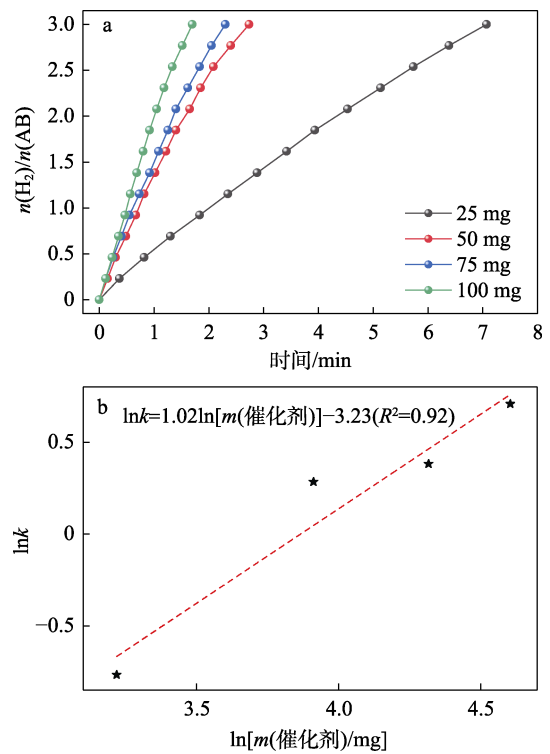 a
3.0
2.5
2.0
1.5
1.0
0.5
0
n(H₂)/n(AB)
25 mg
50 mg
75 mg
100 mg
0 1 2 3 4 5 6 7 8
时间/min
b
lnk=1.02ln[m(催化剂)]−3.23(R²=0.92)
0.5
0
−0.5
lnk
3.5 4.0 4.5
ln[m(催化剂)/mg]